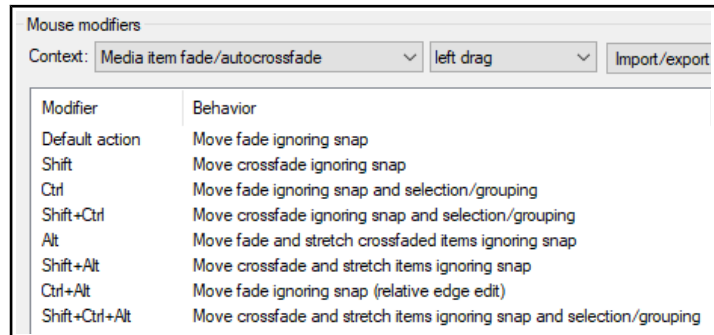 Mouse modifiers
Context: Media item fade/autocrossfade left drag Import/export
Modifier Behavior
Default action Move fade ignoring snap
Shift Move crossfade ignoring snap
Ctrl Move fade ignoring snap and selection/grouping
Shift+Ctrl Move crossfade ignoring snap and selection/grouping
Alt Move fade and stretch crossfaded items ignoring snap
Shift+Alt Move crossfade and stretch items ignoring snap
Ctrl+Alt Move fade ignoring snap (relative edge edit)
Shift+Ctrl+Alt Move crossfade and stretch items ignoring snap and selection/grouping